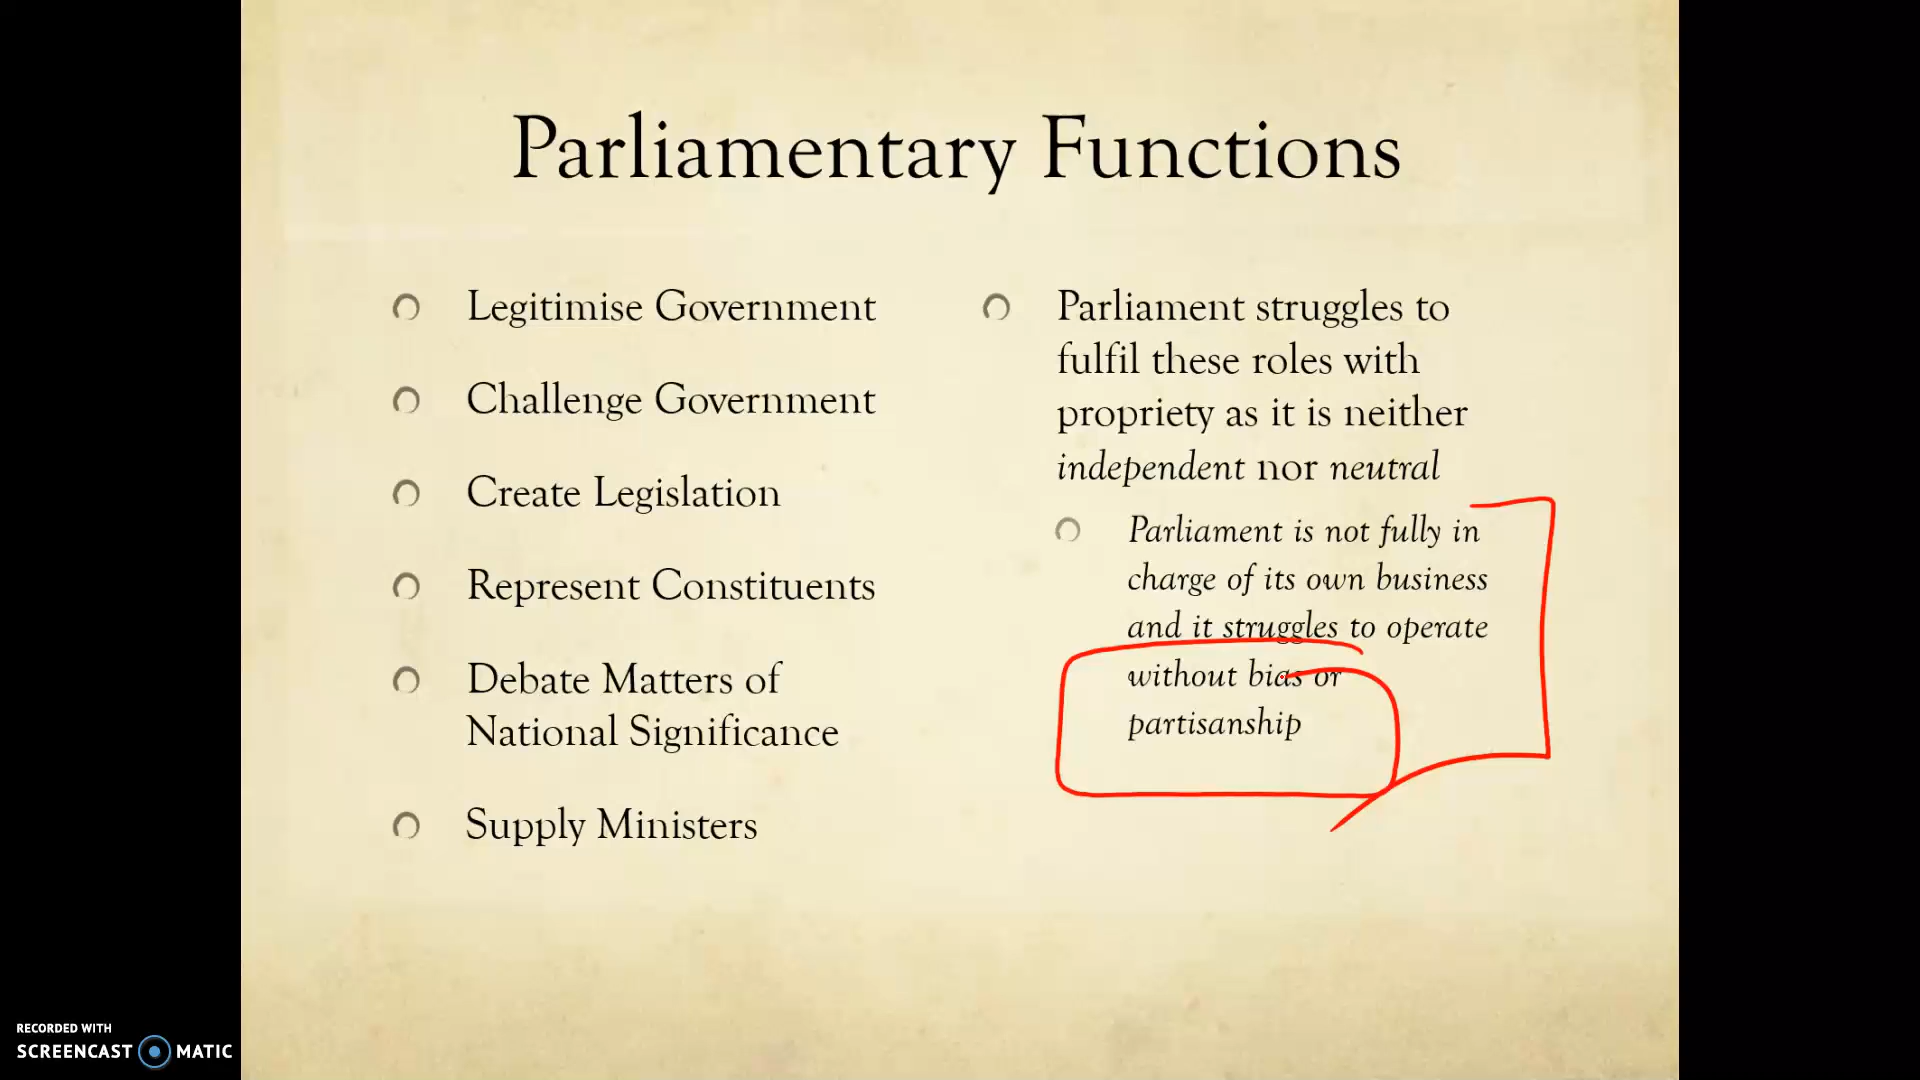 Parliamentary Functions
Legitimise Government
Challenge Government
Create Legislation
Represent Constituents
Debate Matters of
National Significance
Supply Ministers
Parliament struggles to
fulfil these roles with
propriety as it is neither
independent nor neutral
Parliament is not fully in
charge of its own business
and it struggles to operate
without bias or
partisanship
RECORDED WITH
SCREENCAST MATIC